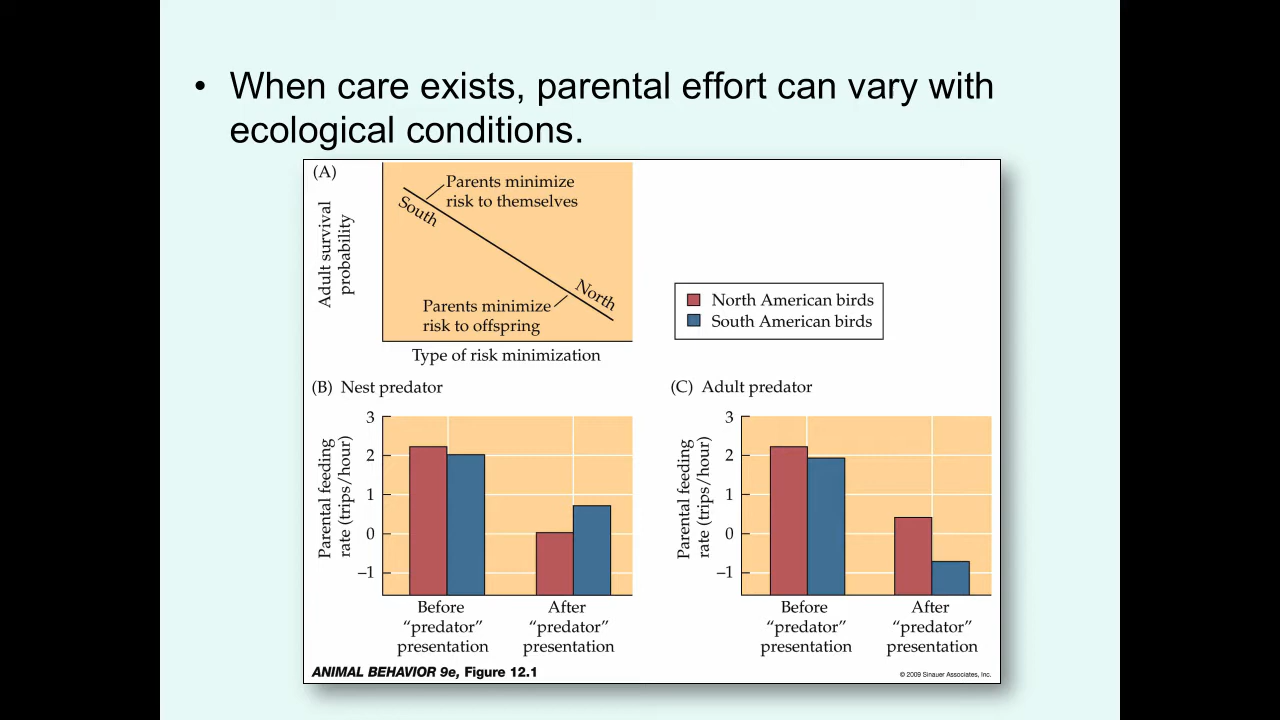 • When care exists, parental effort can vary with
ecological conditions.
(A)
Adult survival
probability
Parents minimize
risk to themselves
South
North
Parents minimize
risk to offspring
Type of risk minimization
North American birds
South American birds
(B) Nest predator
Parental feeding
rate (trips/hour)
3
2
1
0
–1
Before
“predator”
presentation
After
“predator”
presentation
(C) Adult predator
Parental feeding
rate (trips/hour)
3
2
1
0
–1
Before
“predator”
presentation
After
“predator”
presentation
ANIMAL BEHAVIOR 9e, Figure 12.1
© 2009 Sinauer Associates, Inc.